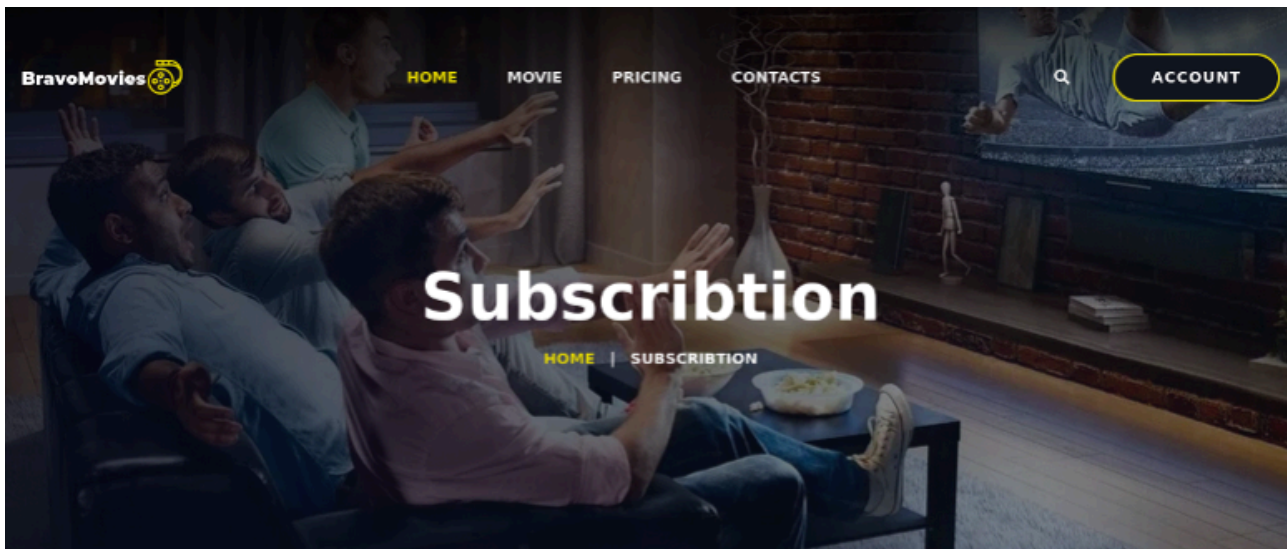 BravoMovies
HOME MOVIE PRICING CONTACTS
ACCOUNT
Subscribtion
HOME | SUBSCRIBTION